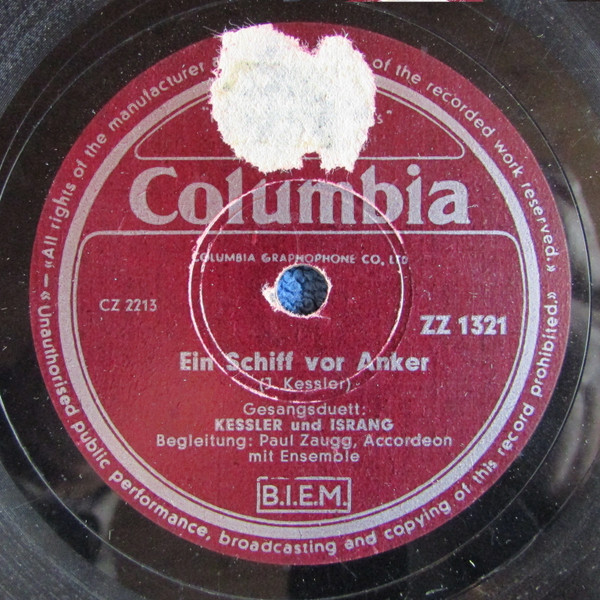 «All rights of the manufacturer of the recorded work reserved.»
Columbia
COLUMBIA GRAPHOPHONE CO., LTD
CZ 2213
ZZ 1321
Ein Schiff vor Anker
(J. Kessler)
Gesangsduett:
KESSLER und ISRANG
Begleitung: Paul Zaugg, Accordeon
mit Ensemble
B.I.E.M.
«Unauthorised public performance, broadcasting and copying of this record prohibited.»